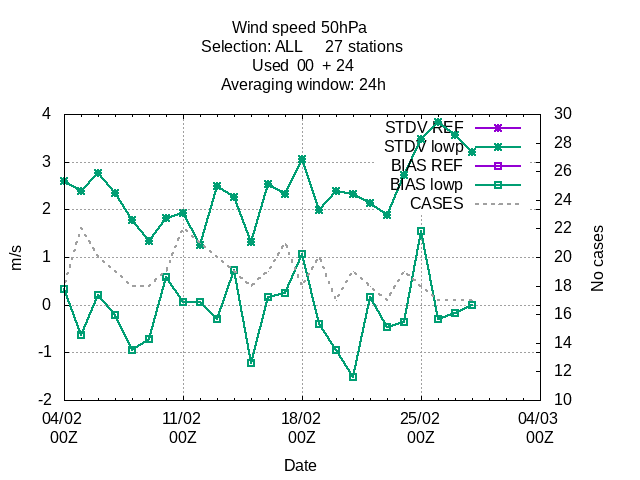 Wind speed 50hPa
Selection: ALL 27 stations
Used 00 + 24
Averaging window: 24h
4
3
2
1
0
-1
-2
m/s
30
28
26
24
22
20
18
16
14
12
10
No cases
STDV REF
STDV lowp
BIAS REF
BIAS lowp
CASES
04/02 11/02 18/02 25/02 04/03
00Z 00Z 00Z 00Z 00Z
Date